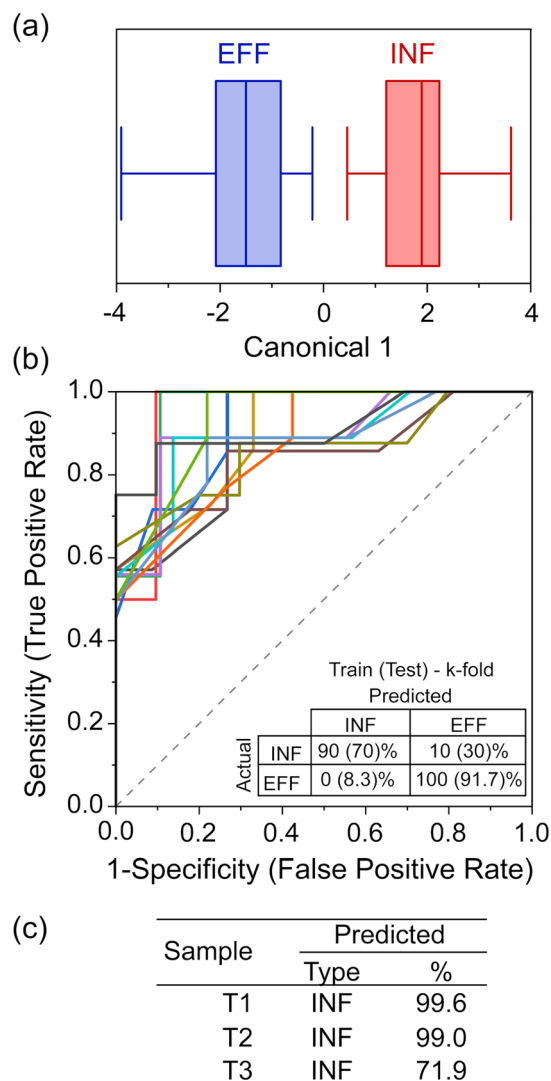 (a)
EFF INF
-4 -2 0 2 4
Canonical 1
(b)
1.0
0.8
0.6
0.4
0.2
0.0
Sensitivity (True Positive Rate)
Train (Test) - k-fold
Predicted
INF EFF
Actual
INF 90 (70)% 10 (30)%
EFF 0 (8.3)% 100 (91.7)%
0.0 0.2 0.4 0.6 0.8 1.0
1-Specificity (False Positive Rate)
(c)
Sample Predicted
Type %
T1 INF 99.6
T2 INF 99.0
T3 INF 71.9